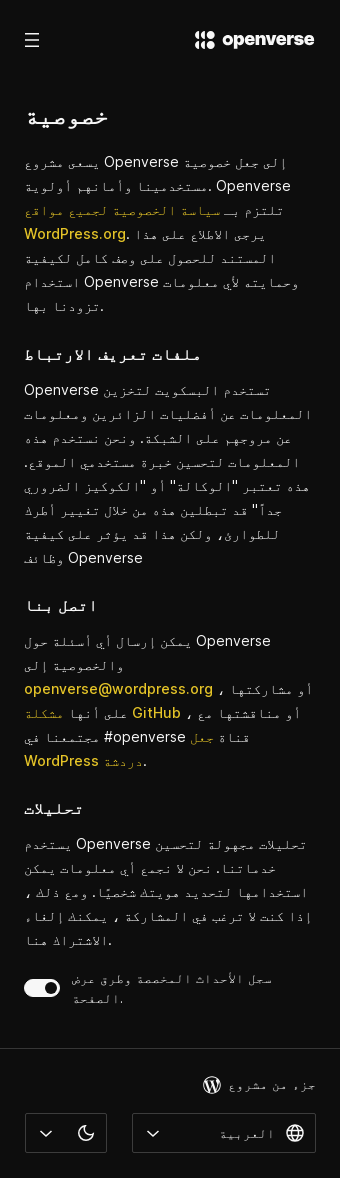 openverse
خصوصية
يسعى مشروع Openverse إلى جعل خصوصية
مستخدمينا وأمانهم أولوية. Openverse
تلتزم بـ سياسة الخصوصية لجميع مواقع
WordPress.org. يرجى الاطلاع على هذا
المستند للحصول على وصف كامل لكيفية
استخدام Openverse وحمايته لأي معلومات
تزودنا بها.
ملفات تعريف الارتباط
Openverse تستخدم البسكويت لتخزين
المعلومات عن أفضليات الزائرين ومعلومات
عن مروجهم على الشبكة. ونحن نستخدم هذه
المعلومات لتحسين خبرة مستخدمي الموقع.
هذه تعتبر "الوكالة" أو "الكوكيز الضروري
جداً" قد تبطلين هذه من خلال تغيير أطرك
للطوارئ، ولكن هذا قد يؤثر على كيفية
وظائف Openverse
اتصل بنا
يمكن إرسال أي أسئلة حول Openverse
والخصوصية إلى
openverse@wordpress.org ، أو مشاركتها
على أنها مشكلة GitHub ، أو مناقشتها مع
مجتمعنا في #openverse قناة جعل
WordPress دردشة.
تحليلات
يستخدم Openverse تحليلات مجهولة لتحسين
خدماتنا. نحن لا نجمع أي معلومات يمكن
استخدامها لتحديد هويتك شخصيًا. ومع ذلك ،
إذا كنت لا ترغب في المشاركة ، يمكنك إلغاء
الاشتراك هنا.
سجل الأحداث المخصصة وطرق عرض
الصفحة.
جزء من مشروع
العربية